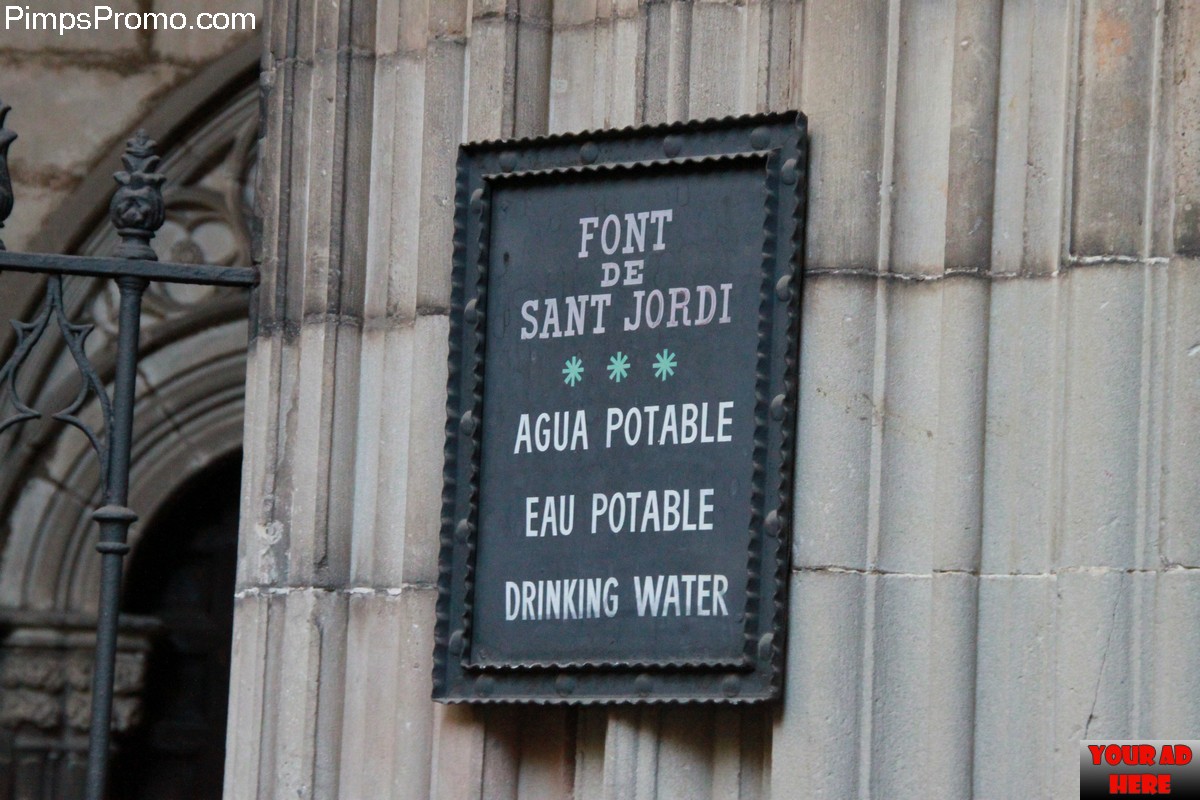 PimpsPromo.com
FONT
DE
SANT JORDI
* * *
AGUA POTABLE
EAU POTABLE
DRINKING WATER
YOUR AD
HERE